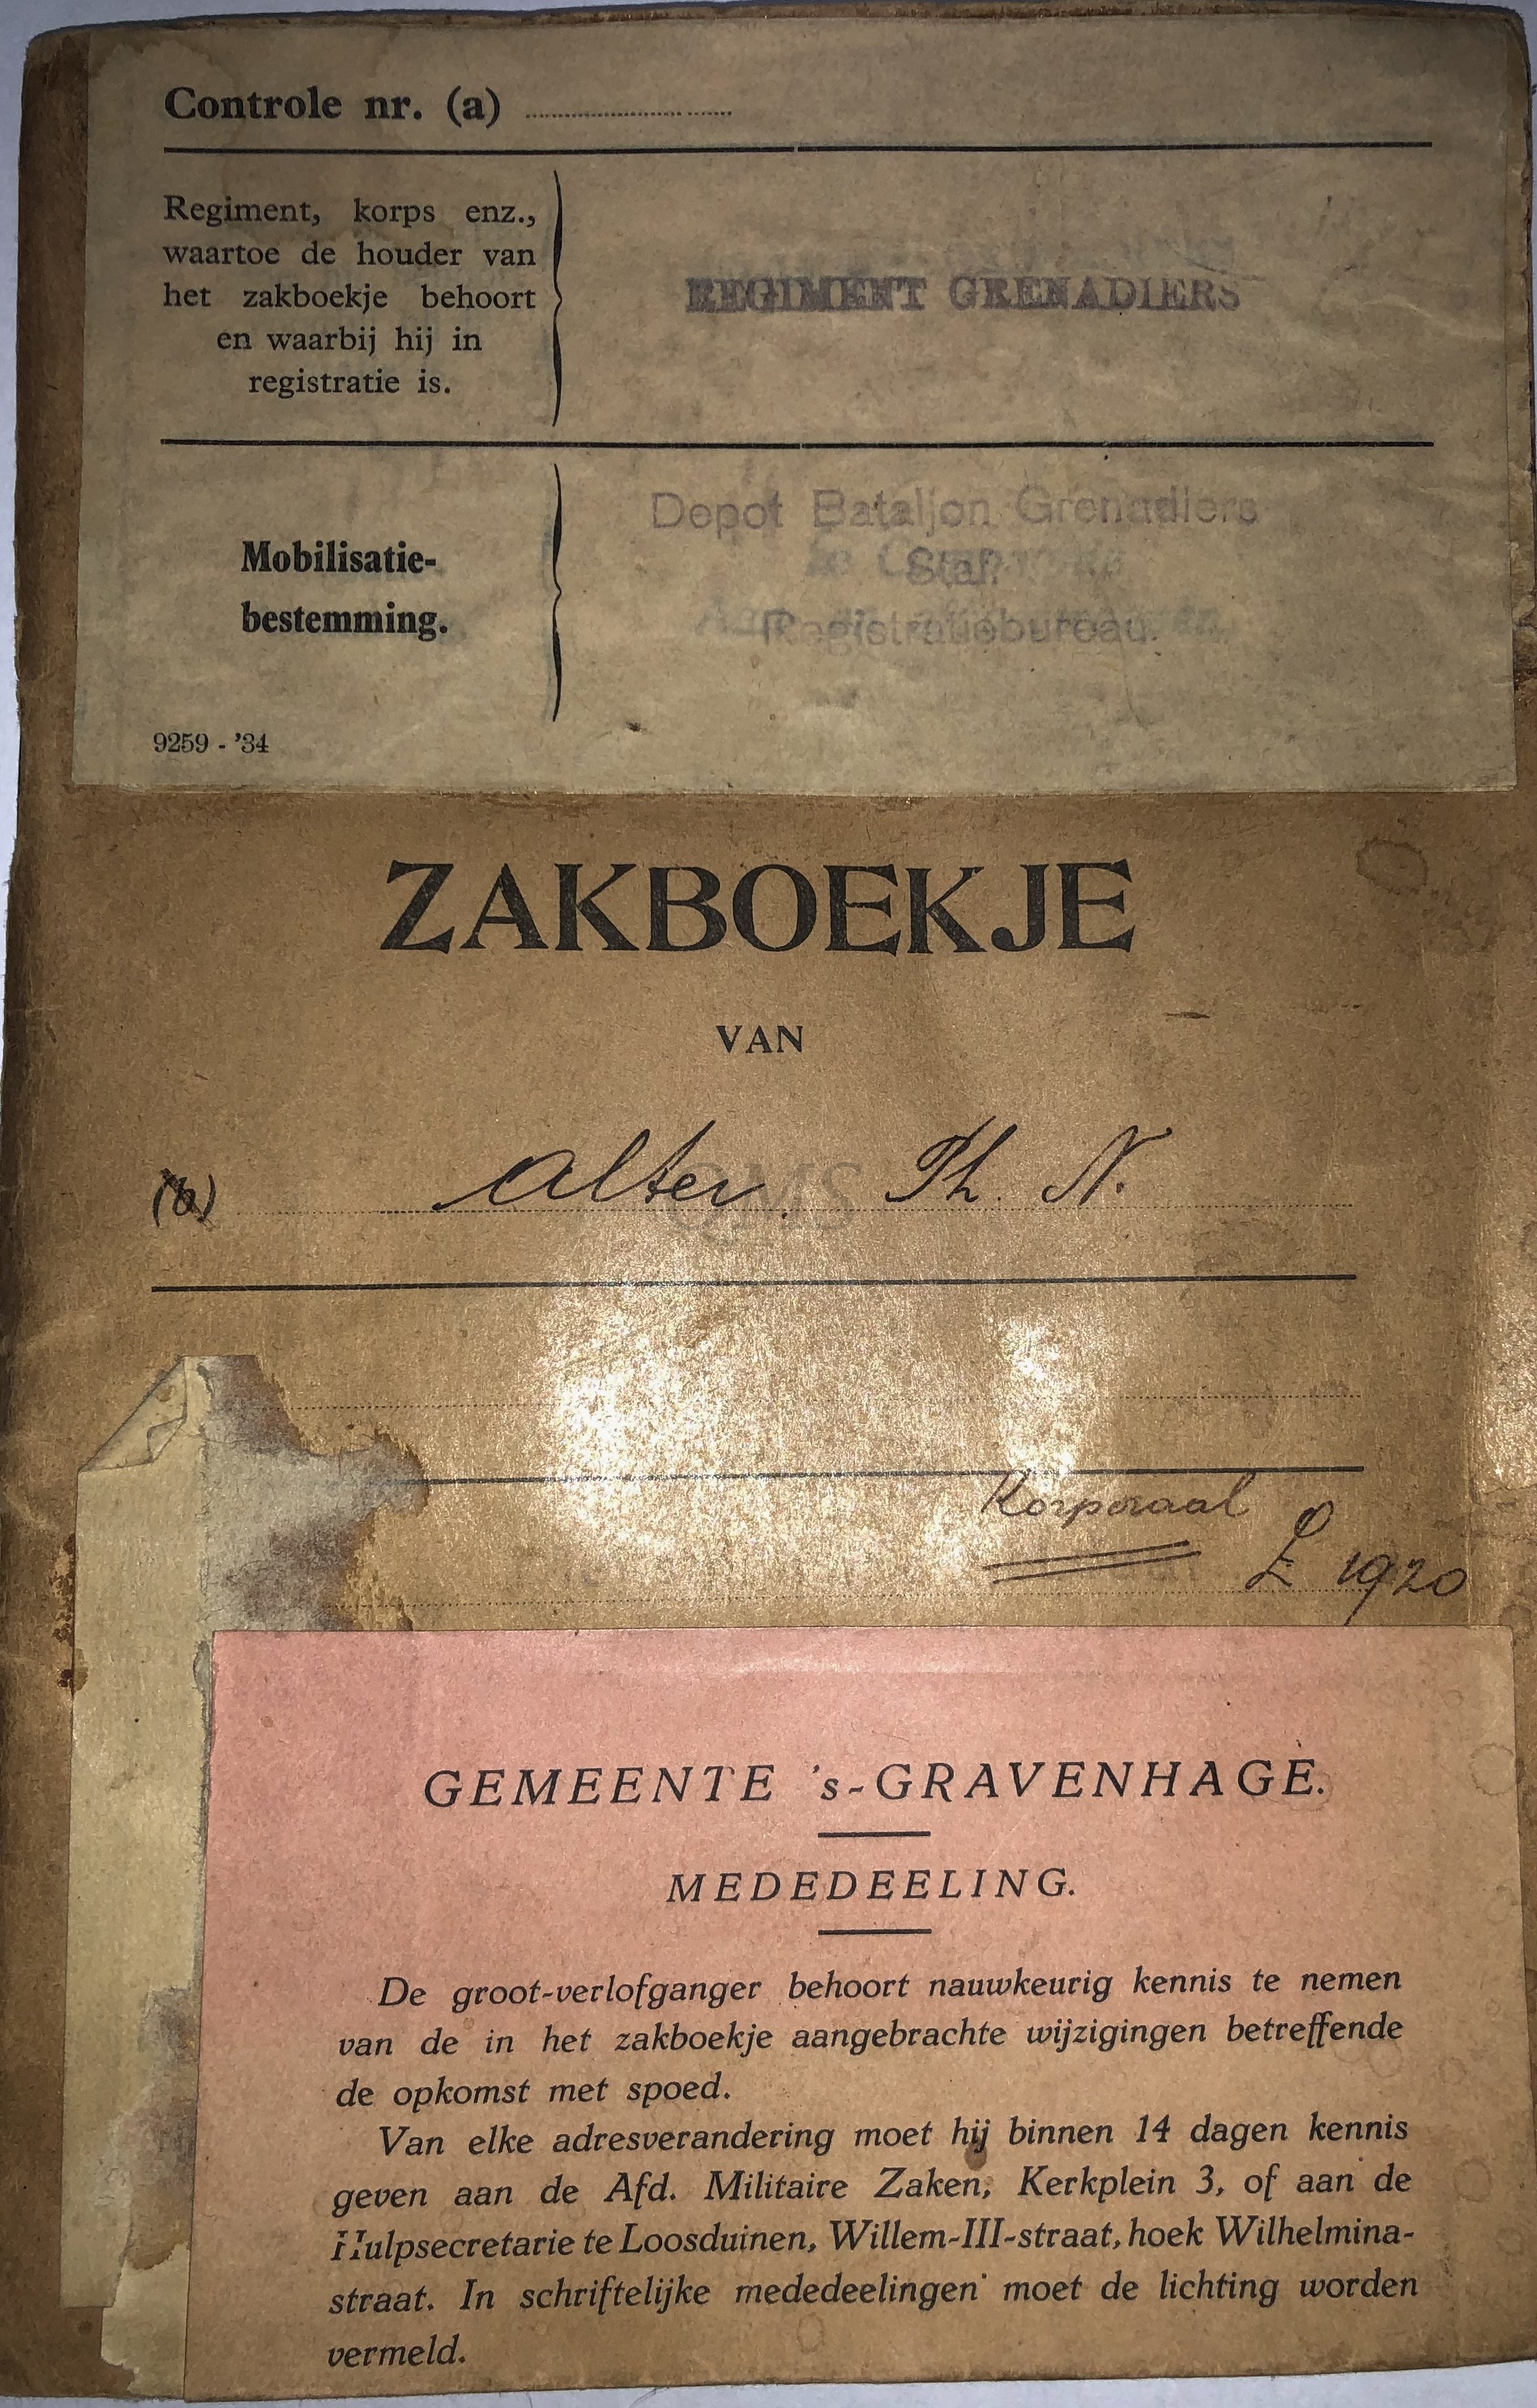 Controle nr. (a)
Regiment, korps enz.,
waartoe de houder van
het zakboekje behoort
en waarbij hij in
registratie is.
REGIMENT GRENADIERS
Mobilisatie-
bestemming.
Depot Bataljon Grenadiers
Staf
Registratiebureau.
9259 - '34
ZAKBOEKJE
VAN
(b) Alter, Th. N.
QMS
Korporaal
L 1920
GEMEENTE 's-GRAVENHAGE.
MEDEDEELING.
De groot-verlofganger behoort nauwkeurig kennis te nemen
van de in het zakboekje aangebrachte wijzigingen betreffende
de opkomst met spoed.
Van elke adresverandering moet hij binnen 14 dagen kennis
geven aan de Afd. Militaire Zaken, Kerkplein 3, of aan de
Hulpsecretarie te Loosduinen, Willem-III-straat, hoek Wilhelmina-
straat. In schriftelijke mededeelingen moet de lichting worden
vermeld.